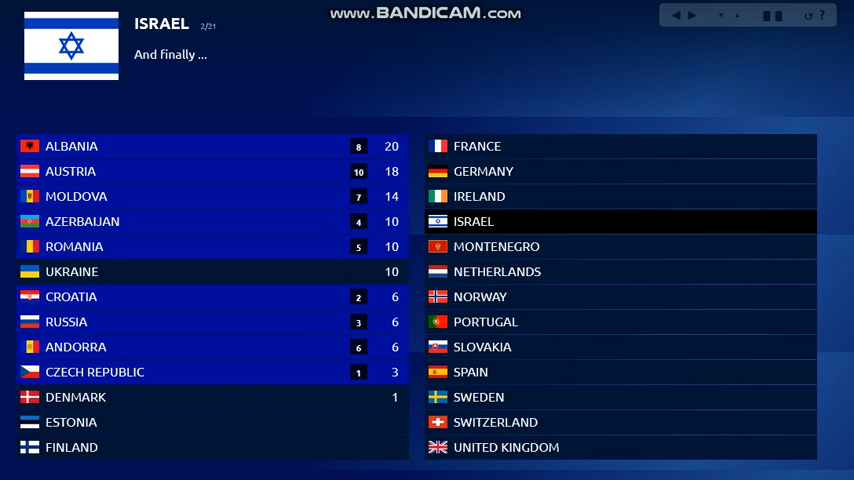 www.BANDICAM.com
ISRAEL 2/21
And finally ...
ALBANIA 8 20
AUSTRIA 10 18
MOLDOVA 7 14
AZERBAIJAN 4 10
ROMANIA 5 10
UKRAINE 10
CROATIA 2 6
RUSSIA 3 6
ANDORRA 6 6
CZECH REPUBLIC 1 3
DENMARK 1
ESTONIA
FINLAND
FRANCE
GERMANY
IRELAND
ISRAEL
MONTENEGRO
NETHERLANDS
NORWAY
PORTUGAL
SLOVAKIA
SPAIN
SWEDEN
SWITZERLAND
UNITED KINGDOM